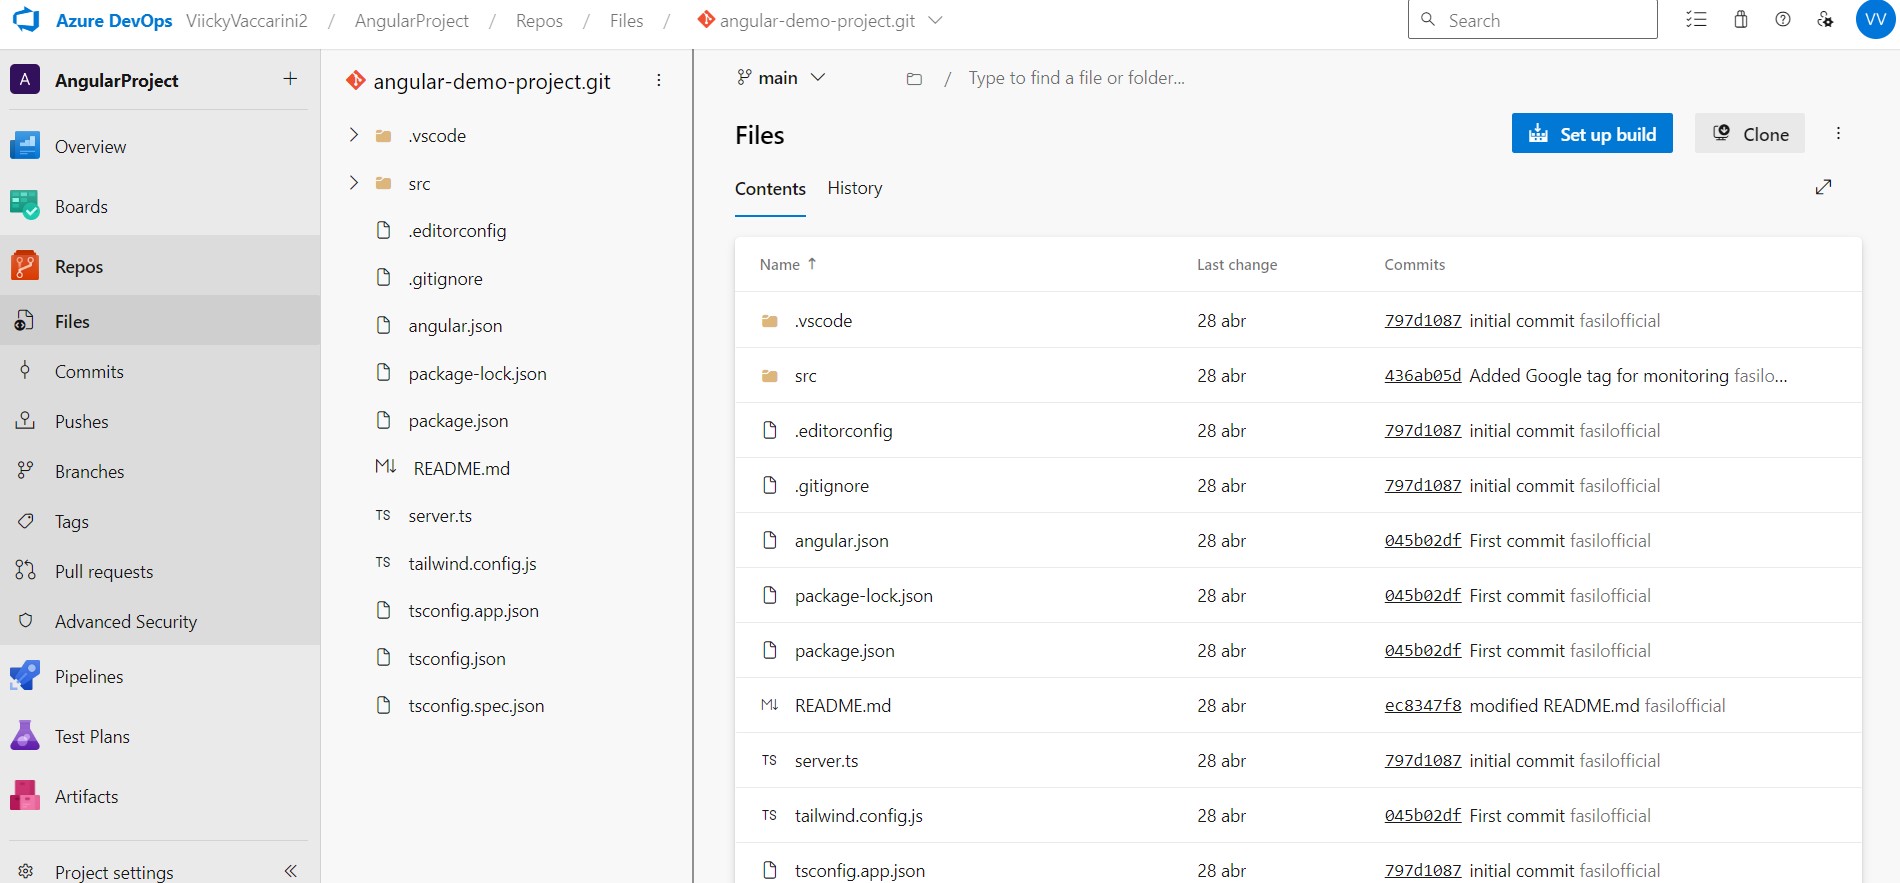 Azure DevOps ViickyVaccarini2 / AngularProject / Repos / Files / angular-demo-project.git
Search
VV
A AngularProject +
Overview
Boards
Repos
Files
Commits
Pushes
Branches
Tags
Pull requests
Advanced Security
Pipelines
Test Plans
Artifacts
Project settings
angular-demo-project.git
.vscode
src
.editorconfig
.gitignore
angular.json
package-lock.json
package.json
M↓ README.md
TS server.ts
TS tailwind.config.js
tsconfig.app.json
tsconfig.json
tsconfig.spec.json
main / Type to find a file or folder...
Files
Set up build
Clone
Contents History
Name ↑ Last change Commits
.vscode 28 abr 797d1087 initial commit fasilofficial
src 28 abr 436ab05d Added Google tag for monitoring fasilo...
.editorconfig 28 abr 797d1087 initial commit fasilofficial
.gitignore 28 abr 797d1087 initial commit fasilofficial
angular.json 28 abr 045b02df First commit fasilofficial
package-lock.json 28 abr 045b02df First commit fasilofficial
package.json 28 abr 045b02df First commit fasilofficial
M↓ README.md 28 abr ec8347f8 modified README.md fasilofficial
TS server.ts 28 abr 797d1087 initial commit fasilofficial
TS tailwind.config.js 28 abr 045b02df First commit fasilofficial
tsconfig.app.json 28 abr 797d1087 initial commit fasilofficial